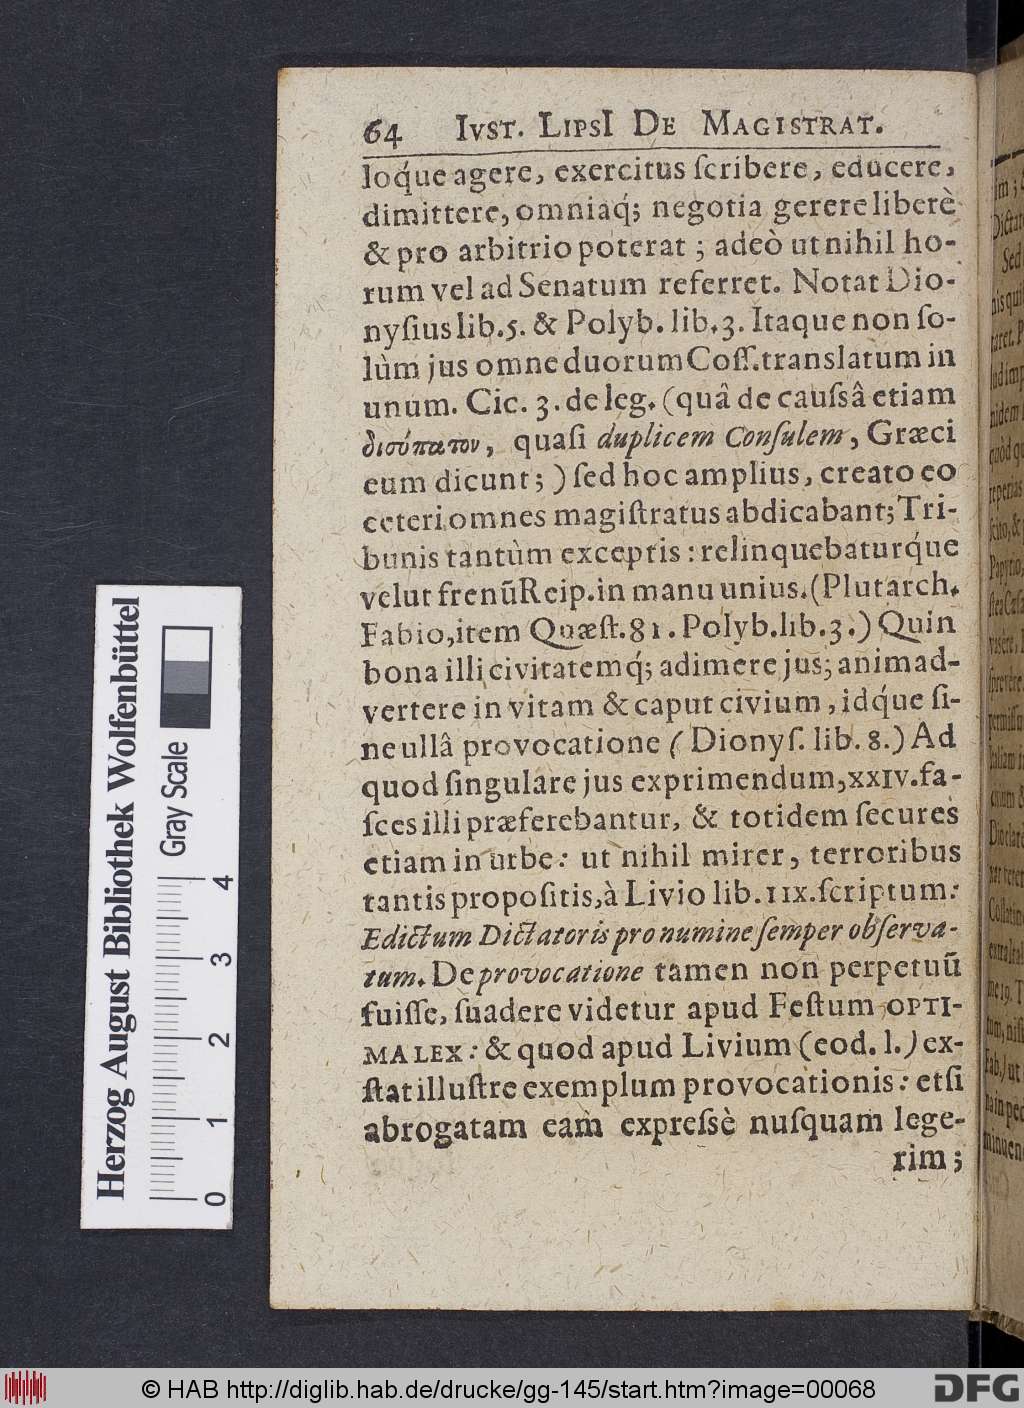 64 IVST. LIPSI DE MAGISTRAT.
loq́ue agere, exercitus ſcribere, educere,
dimittere, omniaq́; negotia gerere liberè
& pro arbitrio poterat ; adeò ut nihil ho-
rum vel ad Senatum referret. Notat Dio-
nyſius lib.5. & Polyb. lib.3. Itaque non ſo-
lùm jus omne duorum Coſſ. translatum in
unum. Cic. 3. de leg. (quâ de cauſsâ etiam
δισύπατον, quaſi duplicem Conſulem, Græci
eum dicunt; ) ſed hoc amplius, creato eo
ceteri omnes magiſtratus abdicabant; Tri-
bunis tantùm exceptis : relinquebaturq́ue
velut frenũ Reip. in manu unius. (Plutarch.
Fabio, item Quæſt. 81. Polyb. lib. 3.) Quin
bona illi civitatemq́; adimere jus; animad-
vertere in vitam & caput civium, idq́ue ſi-
ne ullâ provocatione ( Dionyſ. lib. 8.) Ad
quod ſingulare jus exprimendum, XXIV. fa-
ſces illi præferebantur, & totidem ſecures
etiam in urbe: ut nihil mirer, terroribus
tantis propoſitis, à Livio lib. IIX. ſcriptum:
Edictum Dictatoris pro numine ſemper obſerva-
tum. De provocatione tamen non perpetuũ
fuiſſe, ſuadere videtur apud Feſtum OPTI-
MA LEX: & quod apud Livium (eod. l.) ex-
ſtat illuſtre exemplum provocationis: etſi
abrogatam eam expreſsè nuſquam lege-
rim ;
Herzog August Bibliothek Wolfenbüttel
Gray Scale
0 1 2 3 4
© HAB http://diglib.hab.de/drucke/gg-145/start.htm?image=00068
DFG